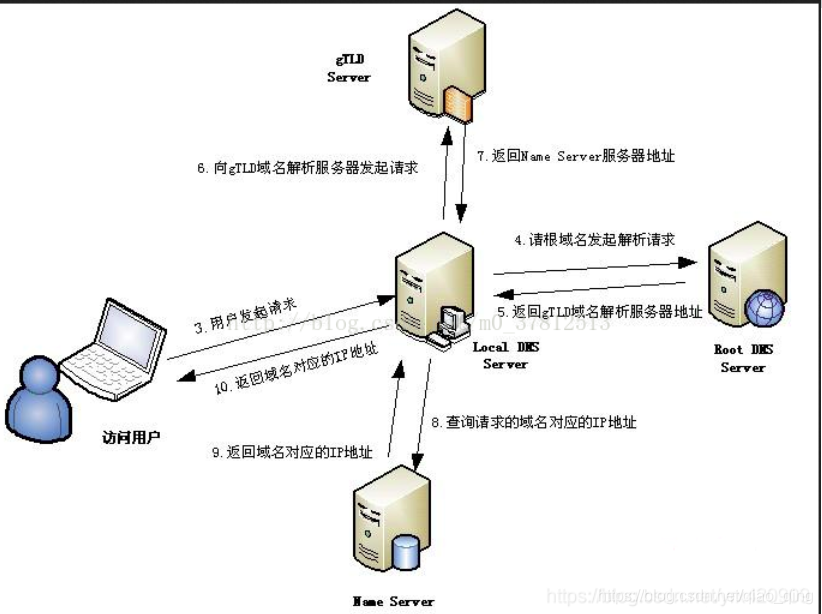 gTLD
Server
6. 向gTLD域名解析服务器发起请求
7.返回Name Server服务器地址
4.请根域名发起解析请求
3.用户发起请求
5.返回gTLD域名解析服务器地址
http://blog.cs m0_37812513
Local DNS
Server
Root DNS
Server
10.返回域名对应的IP地址
访问用户
8.查询请求的域名对应的IP地址
9.返回域名对应的IP地址
Name Server
https://blog.csdn.net/